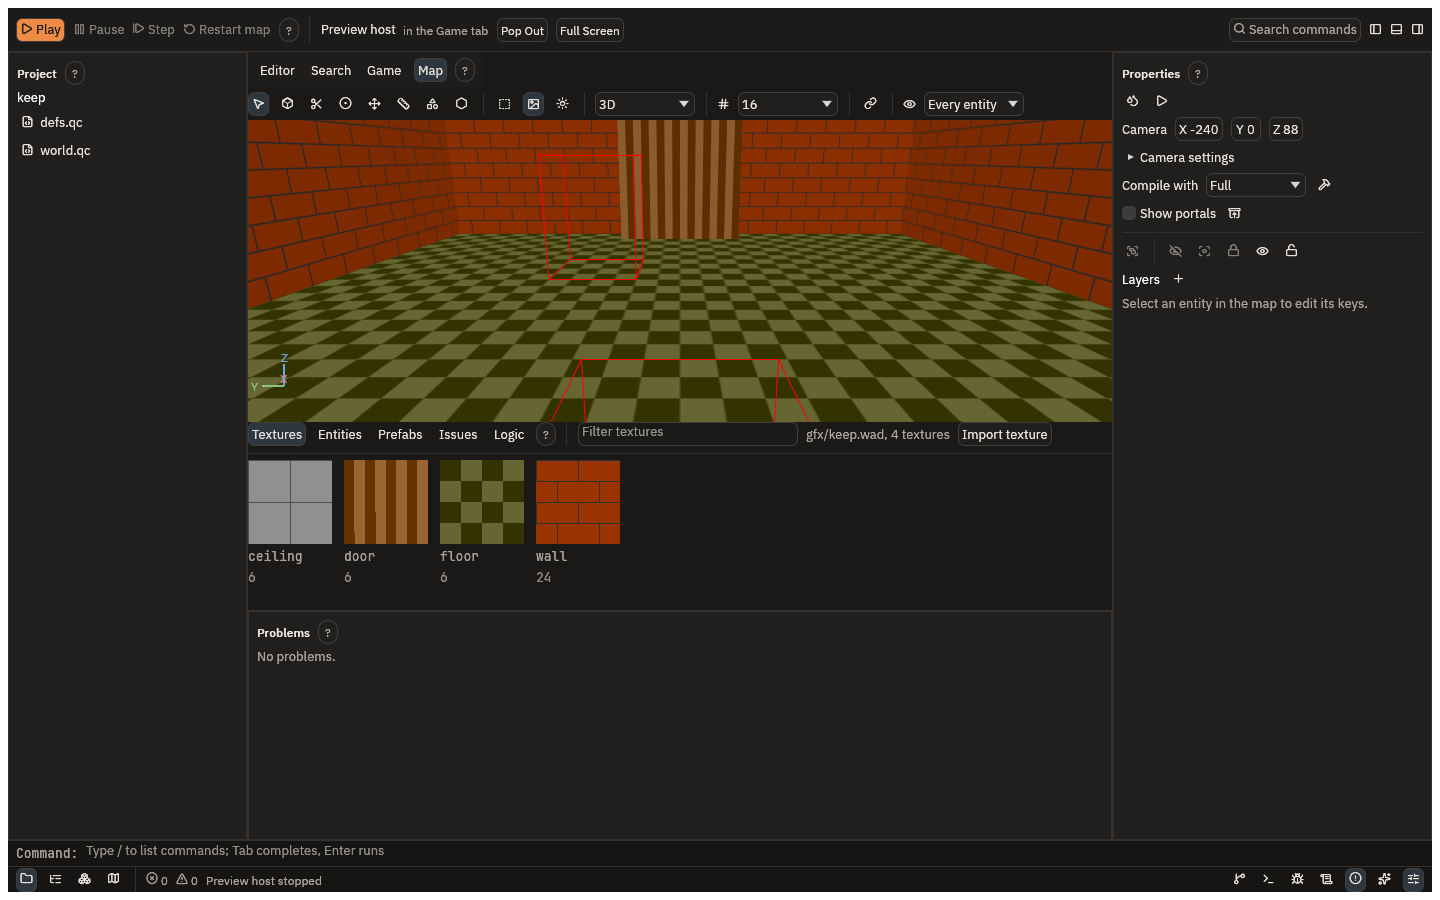 Play Pause Step Restart map ? Preview host in the Game tab Pop Out Full Screen Search commands
Project ?
keep
defs.qc
world.qc
Editor Search Game Map ?
3D # 16 Every entity
Z
Y X
Textures Entities Prefabs Issues Logic ? Filter textures gfx/keep.wad, 4 textures Import texture
ceiling door floor wall
6 6 6 24
Problems ?
No problems.
Properties ?
Camera X -240 Y 0 Z 88
Camera settings
Compile with Full
Show portals
Layers +
Select an entity in the map to edit its keys.
Command: Type / to list commands; Tab completes, Enter runs
0 0 Preview host stopped